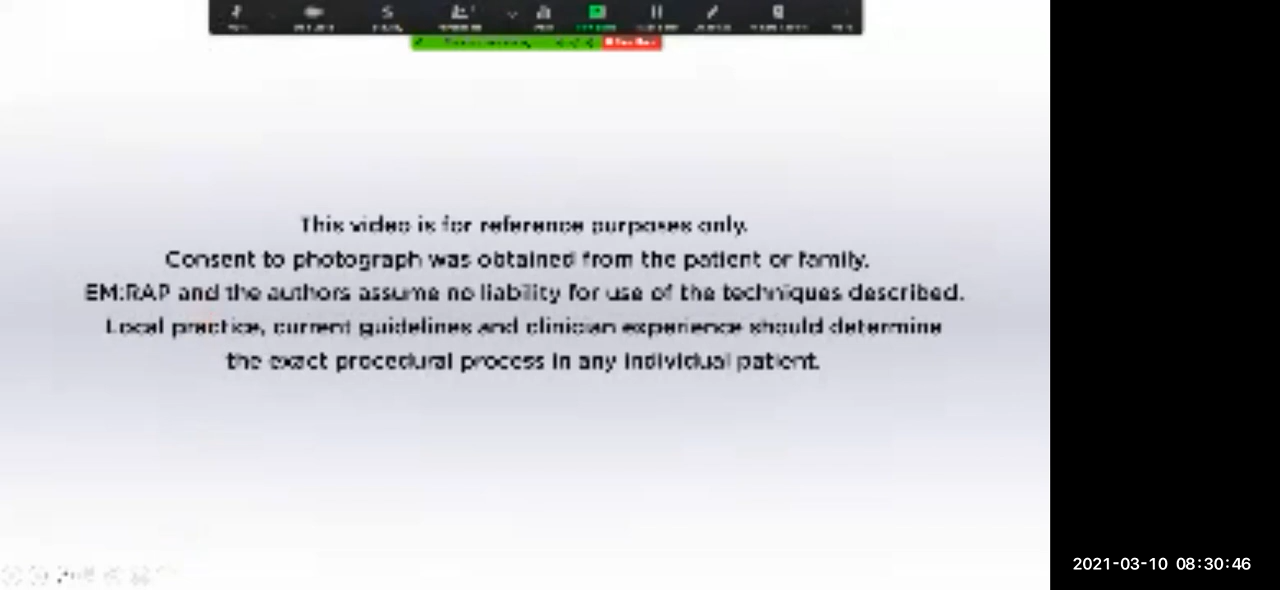 This video is for reference purposes only.
Consent to photograph was obtained from the patient or family.
EM:RAP and the authors assume no liability for use of the techniques described.
Local practice, current guidelines and clinician experience should determine
the exact procedural process in any individual patient.
2021-03-10 08:30:46